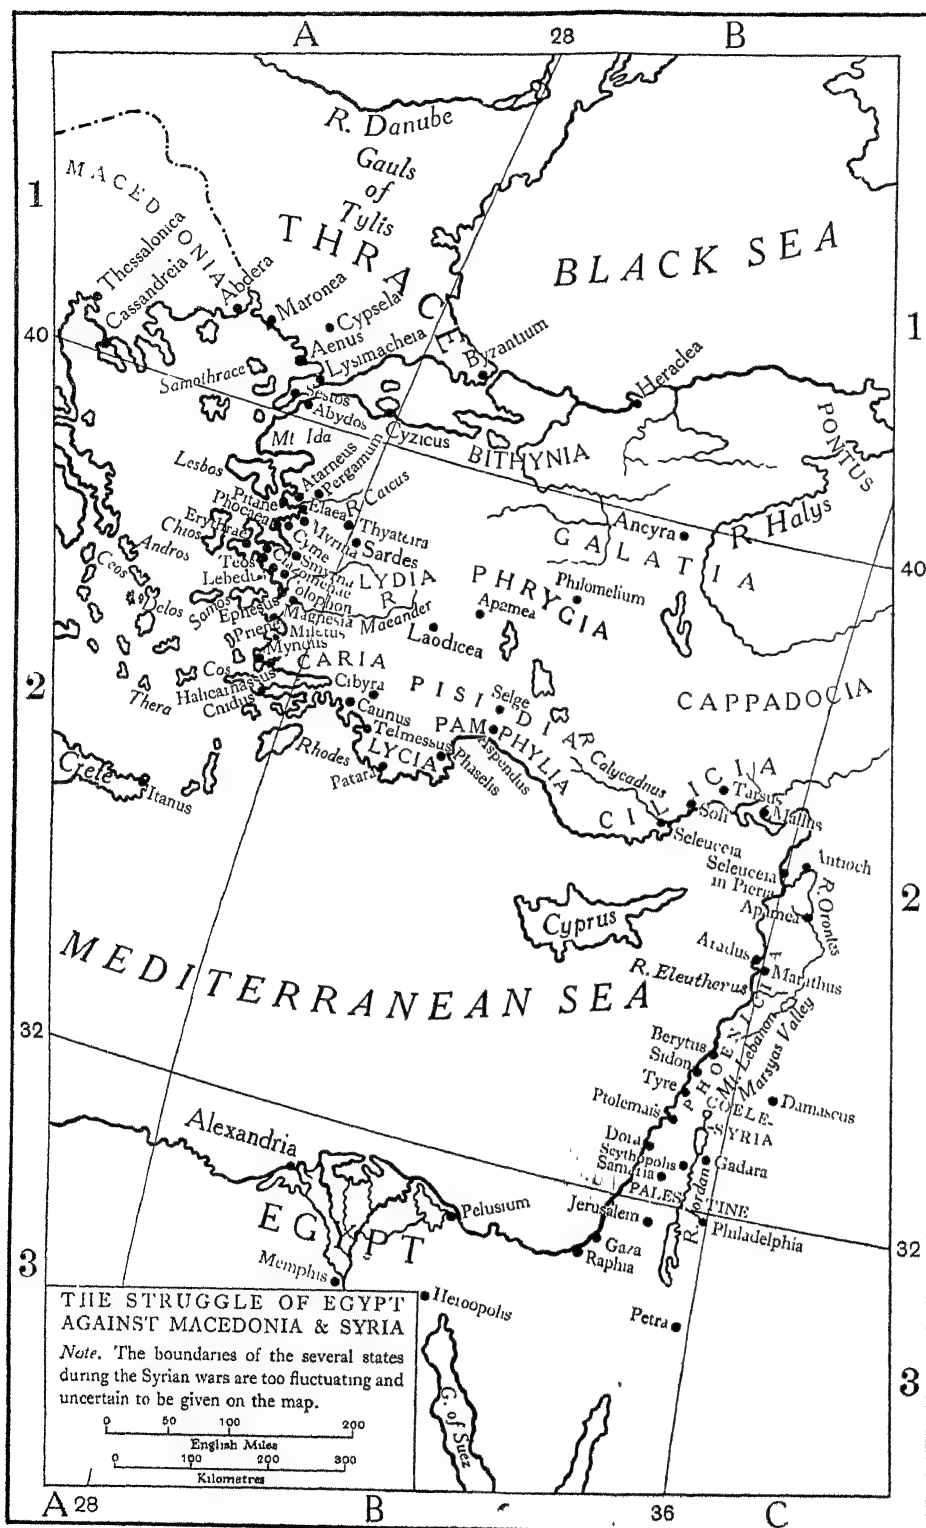 A
28
B
R. Danube
Gauls
of
Tylis
MACEDONIA
1
THRACE
BLACK SEA
Thessalonica
Cassandreia
Abdera
Maronea
Cypsela
1
40
Aenus
Lysimacheia
Byzantium
Heraclea
Samothrace
Sestos
Abydos
Cyzicus
Mt Ida
BITHYNIA
PONTUS
Lesbos
Atarneus
Pergamum
R Caicus
Pitane
Elaea
Phocaea
Myrina
Thyatira
Ancyra
R Halys
Erythrae
Cyme
Sardes
GALATIA
Chios
Andros
Smyrna
Teos
Clazomenae
LYDIA
PHRYGIA
Philomelium
40
Ceos
Lebedus
Colophon
Delos
Samos
Ephesus
Magnesia
R Maeander
Apamea
Priene
Miletus
Laodicea
Myndus
2
Cos
CARIA
Halicarnassus
Cibyra
PISIDIA
Selge
CAPPADOCIA
Thera
Cnidus
Caunus
PAMPHYLIA
R Calycadnus
Telmessus
Aspendus
Rhodes
LYCIA
Phaselis
Patara
Crete
Itanus
CILICIA
Tarsus
Soli
Mallus
Seleuceia
Seleuceia
in Pieria
Antioch
R. Orontes
2
Cyprus
Apamea
Aradus
Marathus
R. Eleutherus
MEDITERRANEAN SEA
PHOENICIA
Mt. Lebanon
Marsyas Valley
32
Berytus
Sidon
Tyre
Ptolemais
COELE-
SYRIA
Damascus
Alexandria
Dora
Scythopolis
Samaria
Gadara
PALESTINE
R. Jordan
Jerusalem
Philadelphia
32
EGYPT
Pelusium
Gaza
Raphia
3
Memphis
Heroopolis
Petra
THE STRUGGLE OF EGYPT
AGAINST MACEDONIA & SYRIA
Note. The boundaries of the several states
during the Syrian wars are too fluctuating and
uncertain to be given on the map.
0 50 100 200
English Miles
0 100 200 300
Kilometres
G. of Suez
3
A 28
B
36
C